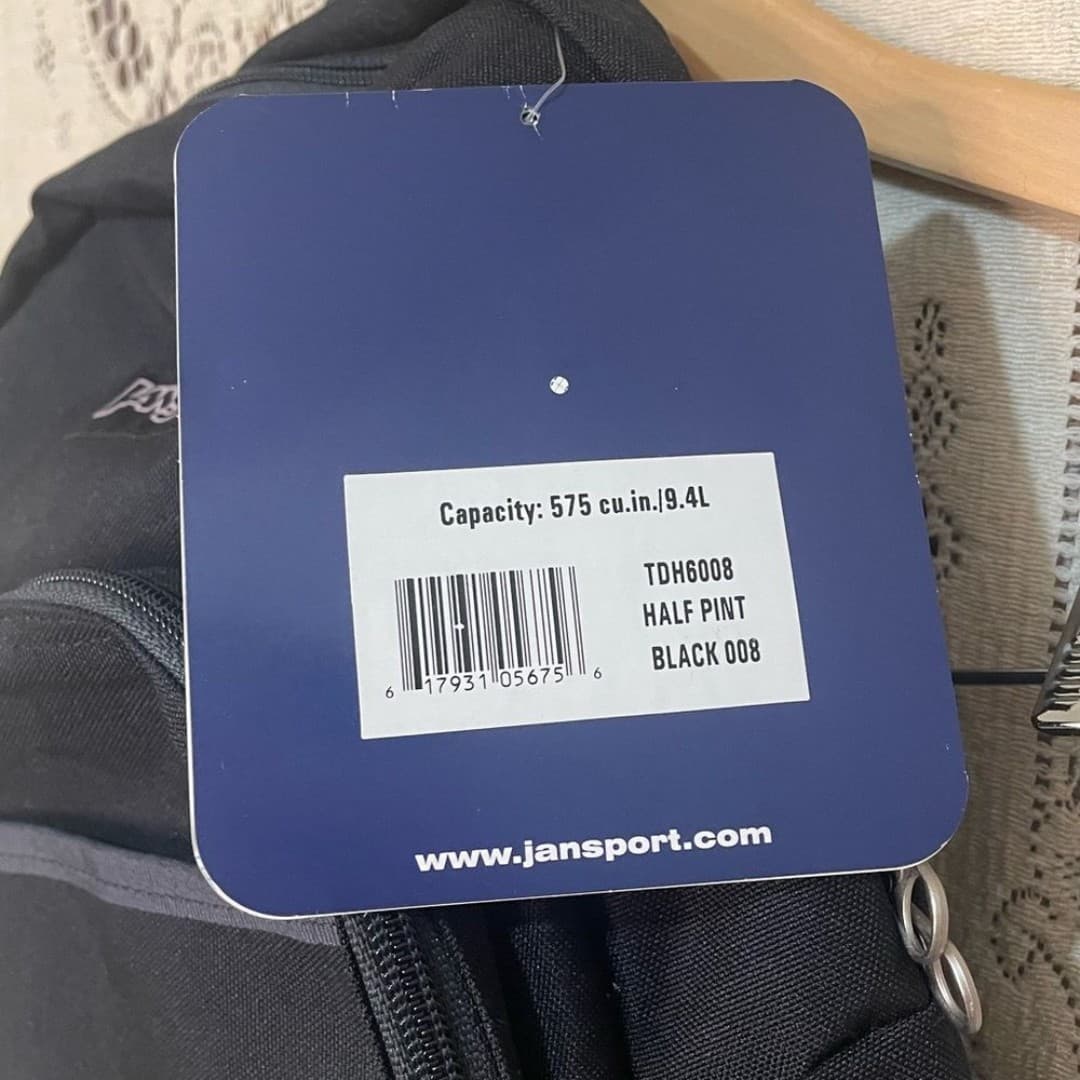 Capacity: 575 cu.in./9.4L
TDH6008
HALF PINT
BLACK 008
6 17931 05675 6
www.jansport.com